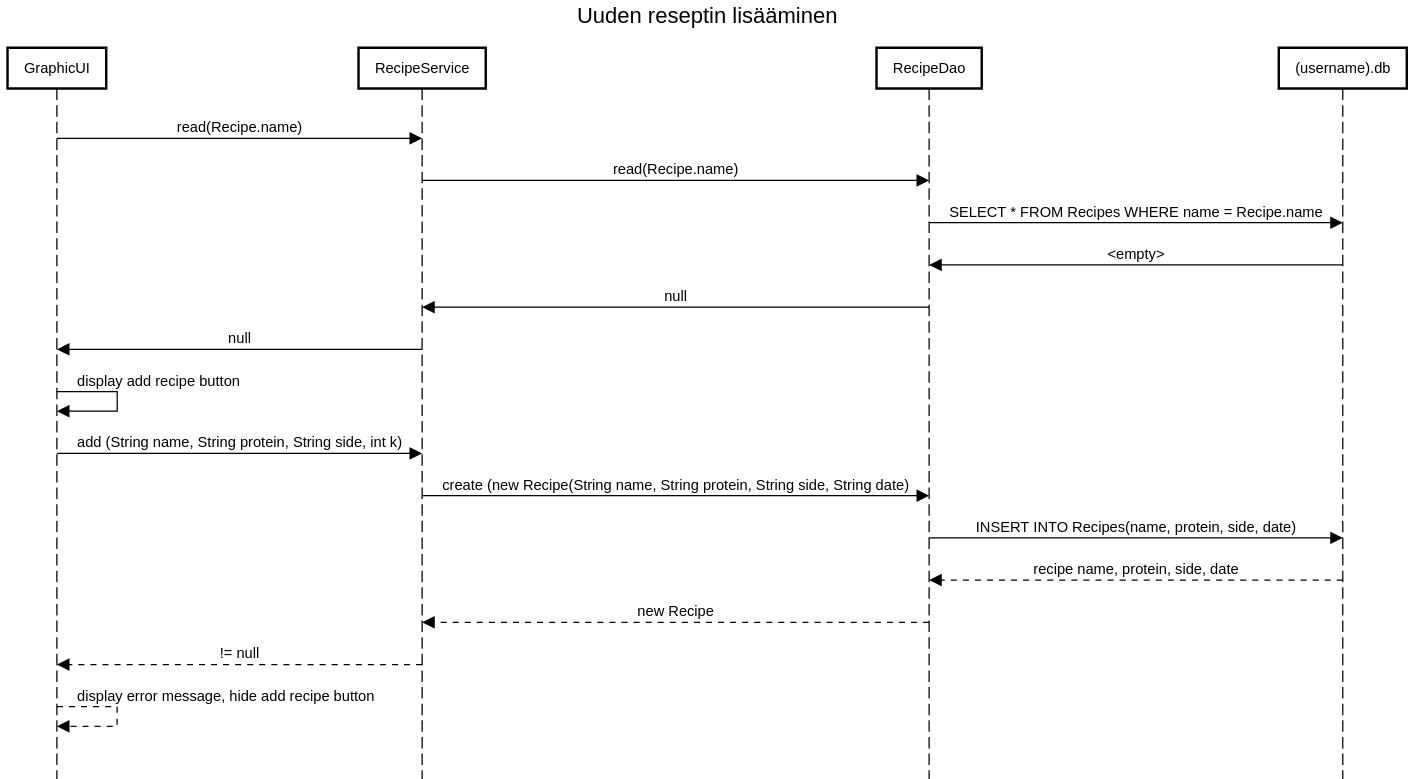 Uuden reseptin lisääminen
GraphicUI
RecipeService
RecipeDao
(username).db
read(Recipe.name)
read(Recipe.name)
SELECT * FROM Recipes WHERE name = Recipe.name
<empty>
null
null
display add recipe button
add (String name, String protein, String side, int k)
create (new Recipe(String name, String protein, String side, String date)
INSERT INTO Recipes(name, protein, side, date)
recipe name, protein, side, date
new Recipe
!= null
display error message, hide add recipe button